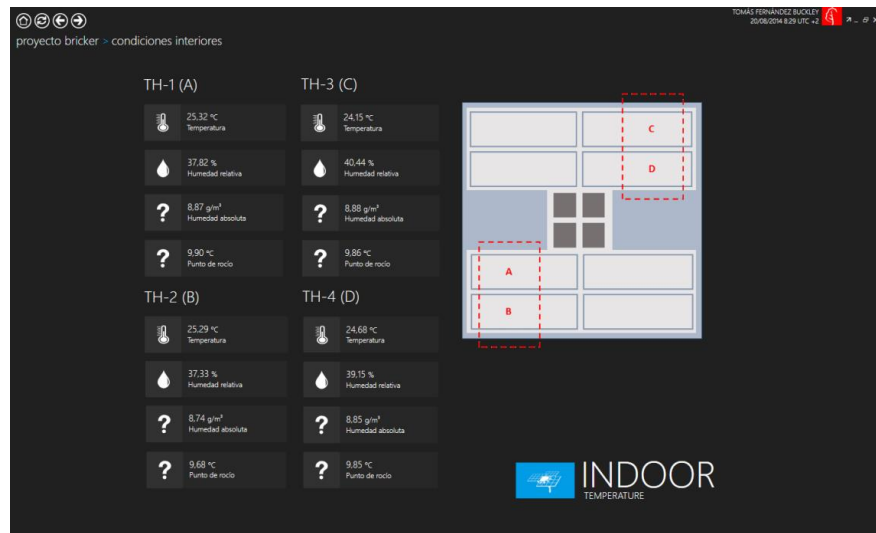 TOMÁS FERNÁNDEZ BUCKLEY
20/08/2014 8:29 UTC +2
proyecto bricker > condiciones interiores
TH-1 (A)
25,32 ºC
Temperatura
37,82 %
Humedad relativa
8,87 g/m³
Humedad absoluta
9,90 ºC
Punto de rocío
TH-2 (B)
25,29 ºC
Temperatura
37,33 %
Humedad relativa
8,74 g/m³
Humedad absoluta
9,68 ºC
Punto de rocío
TH-3 (C)
24,15 ºC
Temperatura
40,44 %
Humedad relativa
8,88 g/m³
Humedad absoluta
9,86 ºC
Punto de rocío
TH-4 (D)
24,68 ºC
Temperatura
39,15 %
Humedad relativa
8,85 g/m³
Humedad absoluta
9,85 ºC
Punto de rocío
C
D
A
B
INDOOR
TEMPERATURE